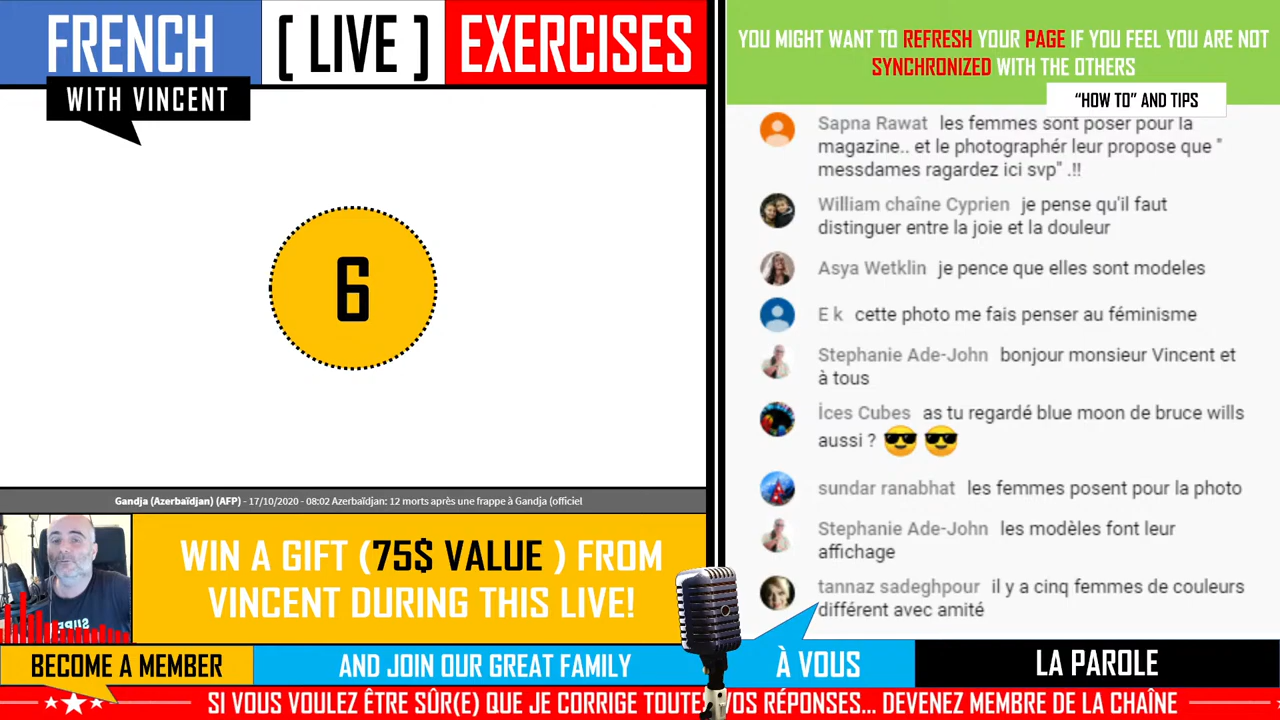 FRENCH
[ LIVE ]
EXERCISES
WITH VINCENT
6
Gandja (Azerbaïdjan) (AFP) - 17/10/2020 - 08:02 Azerbaïdjan: 12 morts après une frappe à Gandja (officiel
WIN A GIFT (75$ VALUE ) FROM
VINCENT DURING THIS LIVE!
BECOME A MEMBER
AND JOIN OUR GREAT FAMILY
YOU MIGHT WANT TO REFRESH YOUR PAGE IF YOU FEEL YOU ARE NOT
SYNCHRONIZED WITH THE OTHERS
“HOW TO” AND TIPS
Sapna Rawat les femmes sont poser pour la
magazine.. et le photographér leur propose que "
messdames ragardez ici svp" .!!
William chaîne Cyprien je pense qu'il faut
distinguer entre la joie et la douleur
Asya Wetklin je pence que elles sont modeles
E k cette photo me fais penser au féminisme
Stephanie Ade-John bonjour monsieur Vincent et
à tous
İces Cubes as tu regardé blue moon de bruce wills
aussi ? 😎 😎
sundar ranabhat les femmes posent pour la photo
Stephanie Ade-John les modèles font leur
affichage
tannaz sadeghpour il y a cinq femmes de couleurs
différent avec amité
À VOUS
LA PAROLE
SI VOUS VOULEZ ÊTRE SÛR(E) QUE JE CORRIGE TOUTE VOS RÉPONSES... DEVENEZ MEMBRE DE LA CHAÎNE